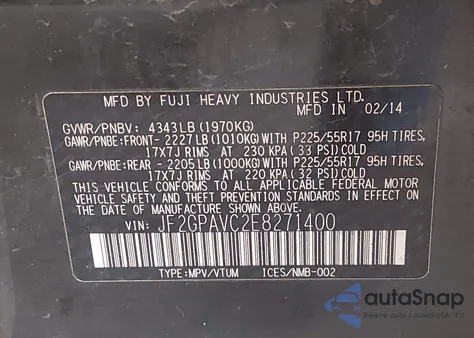 MFD BY FUJI HEAVY INDUSTRIES LTD.
MFD IN 02/14
GVWR/PNBV: 4343LB(1970KG)
GAWR/PNBE:FRONT-2227LB(1010KG)WITH P225/55R17 95H TIRES,
17X7J RIMS AT 230 KPA (33 PSI)COLD
GAWR/PNBE:REAR -2205LB(1000KG)WITH P225/55R17 95H TIRES,
17X7J RIMS AT 220 KPA (32 PSI)COLD
THIS VEHICLE CONFORMS TO ALL APPLICABLE FEDERAL MOTOR
VEHICLE SAFETY AND BUMPER STANDARDS IN EFFECT ON THE
DATE OF MANUFACTURE SHOWN ABOVE.
VIN: JF2GPAVC2E8271400
TYPE:MPV/VTUM ICES/NMB-002
autoSnap